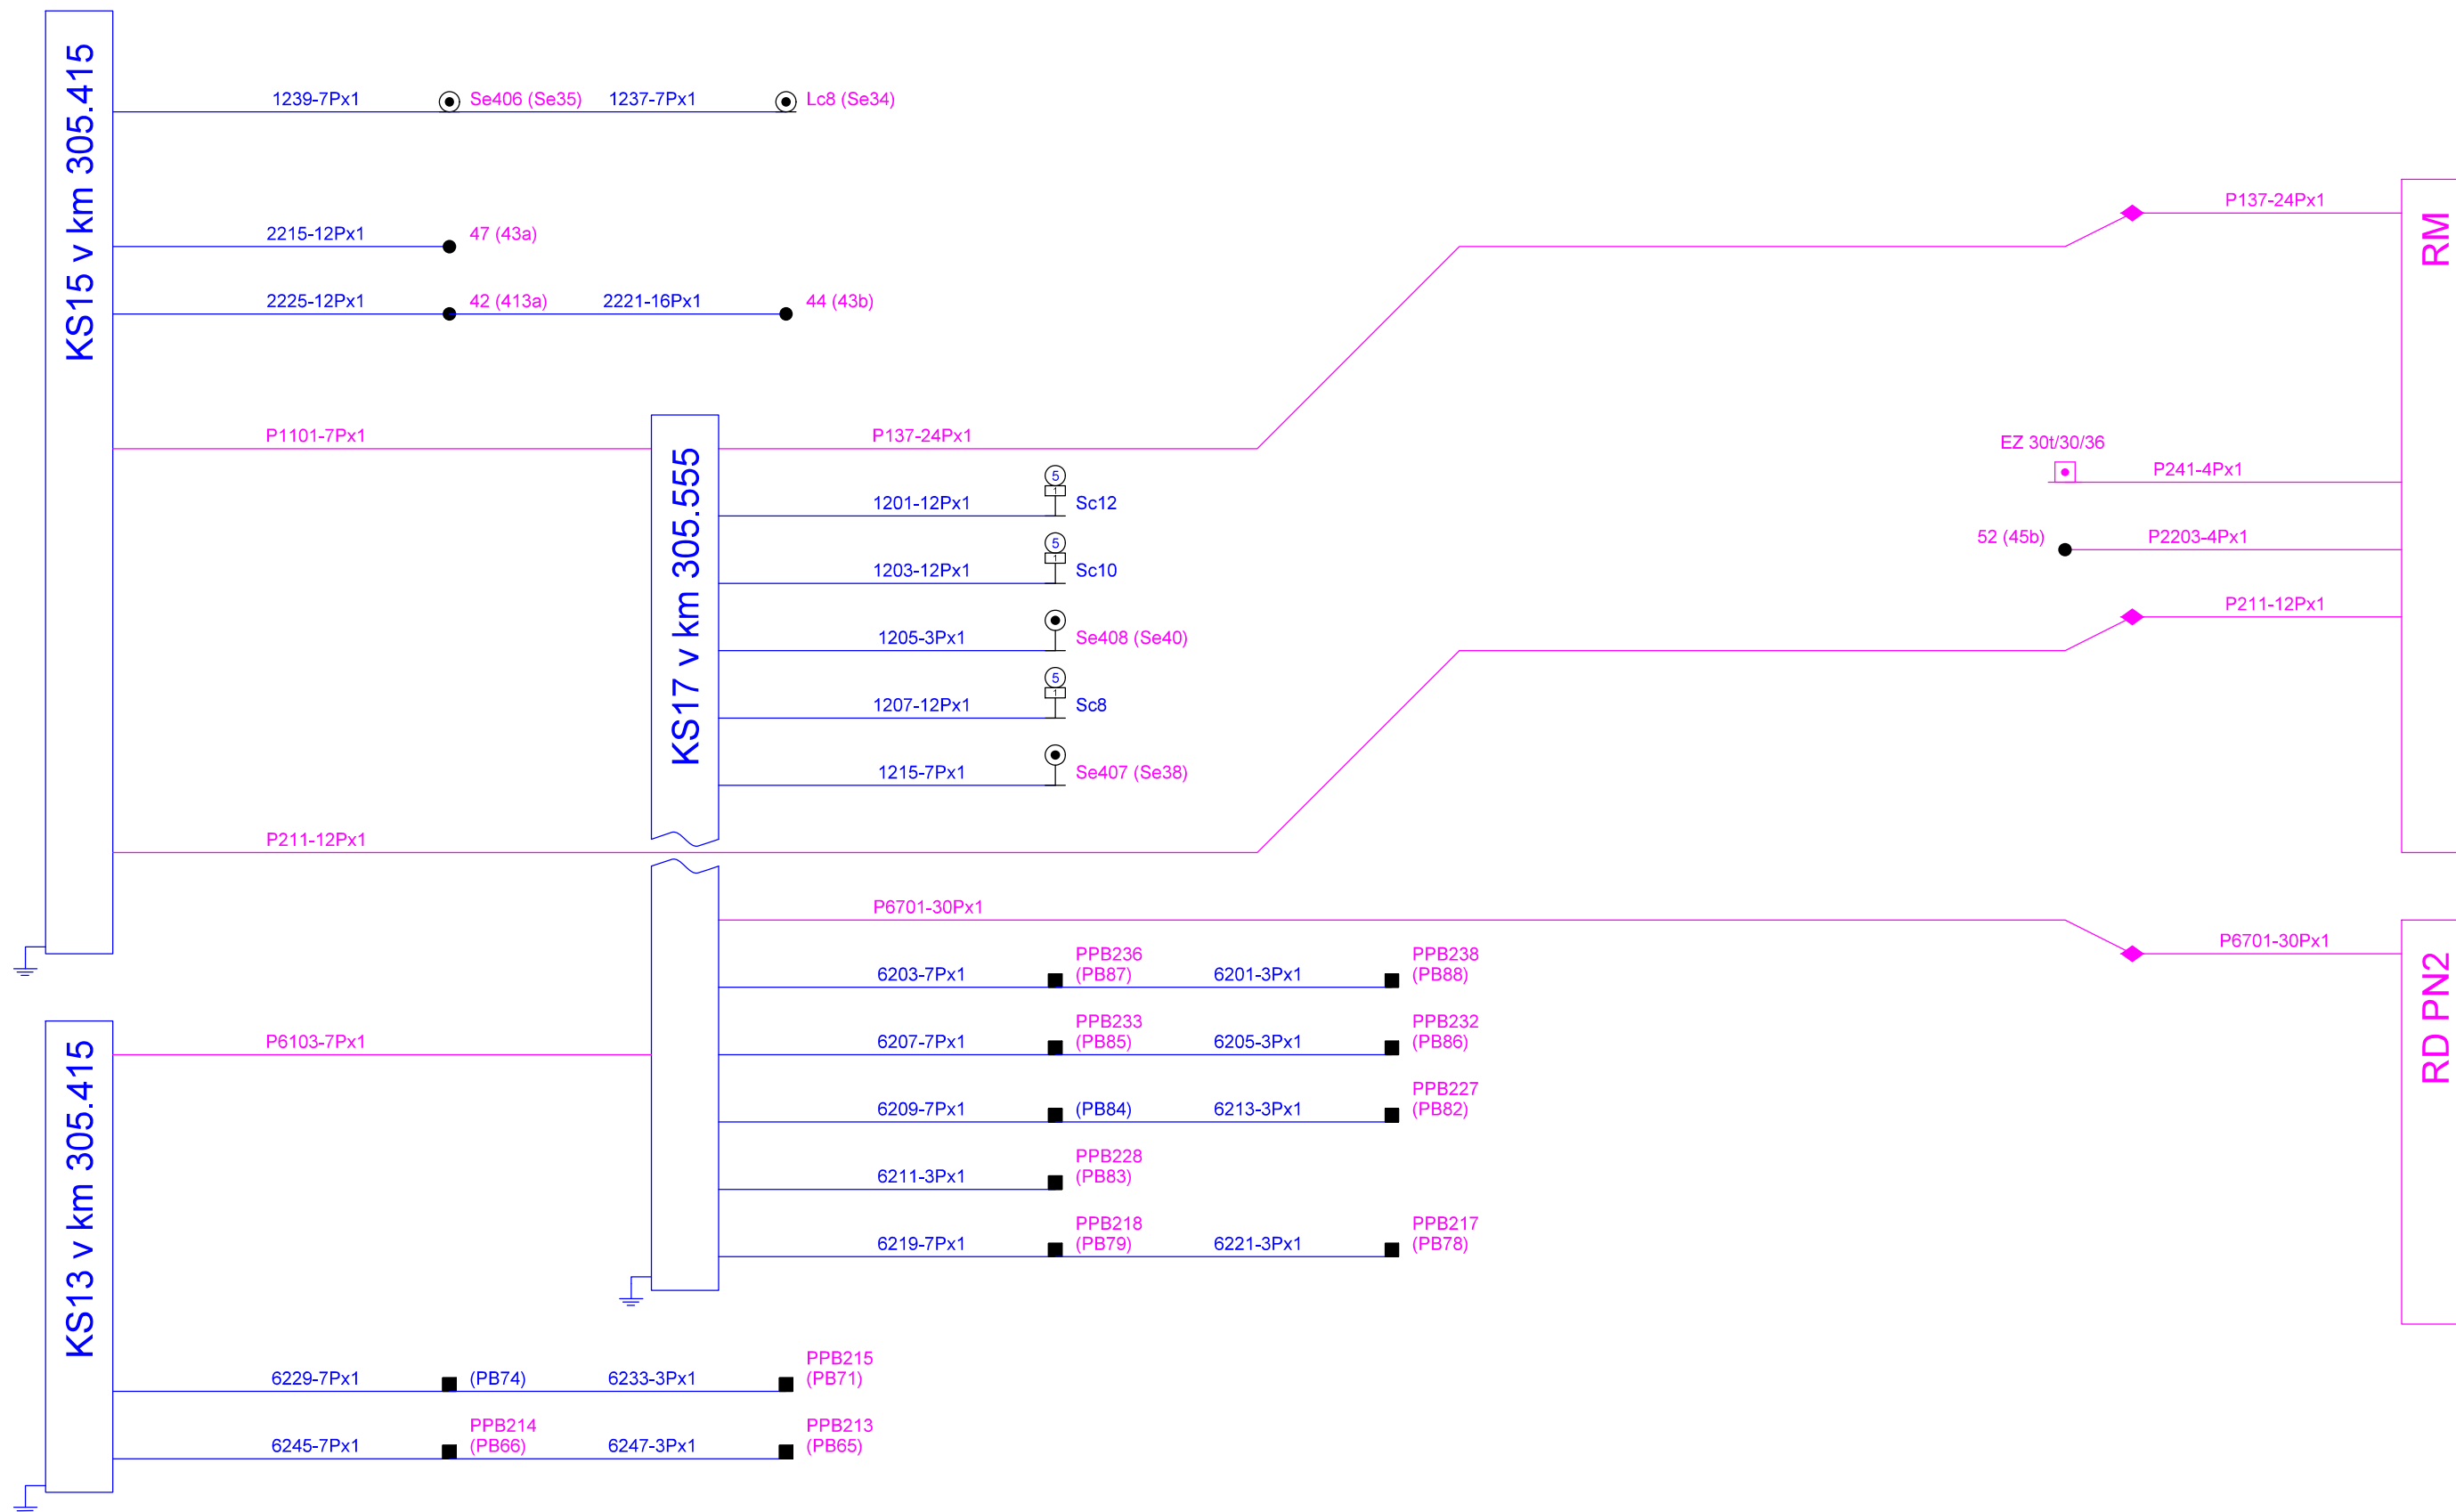 KS15 v km 305.415
1239-7Px1
Se406 (Se35)
1237-7Px1
Lc8 (Se34)
2215-12Px1
47 (43a)
2225-12Px1
42 (413a)
2221-16Px1
44 (43b)
P1101-7Px1
P211-12Px1
KS17 v km 305.555
P137-24Px1
1201-12Px1
5
1
Sc12
1203-12Px1
5
1
Sc10
1205-3Px1
Se408 (Se40)
1207-12Px1
5
1
Sc8
1215-7Px1
Se407 (Se38)
P137-24Px1
RM
EZ 30t/30/36
P241-4Px1
52 (45b)
P2203-4Px1
P211-12Px1
P6701-30Px1
P6701-30Px1
RD PN2
6203-7Px1
PPB236
(PB87)
6201-3Px1
PPB238
(PB88)
6207-7Px1
PPB233
(PB85)
6205-3Px1
PPB232
(PB86)
6209-7Px1
(PB84)
6213-3Px1
PPB227
(PB82)
6211-3Px1
PPB228
(PB83)
6219-7Px1
PPB218
(PB79)
6221-3Px1
PPB217
(PB78)
KS13 v km 305.415
P6103-7Px1
6229-7Px1
(PB74)
6233-3Px1
PPB215
(PB71)
6245-7Px1
PPB214
(PB66)
6247-3Px1
PPB213
(PB65)